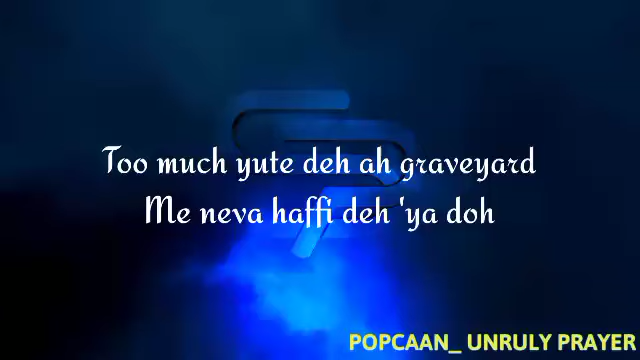 Too much yute deh ah graveyard
Me neva haffi deh 'ya doh
POPCAAN_ UNRULY PRAYER